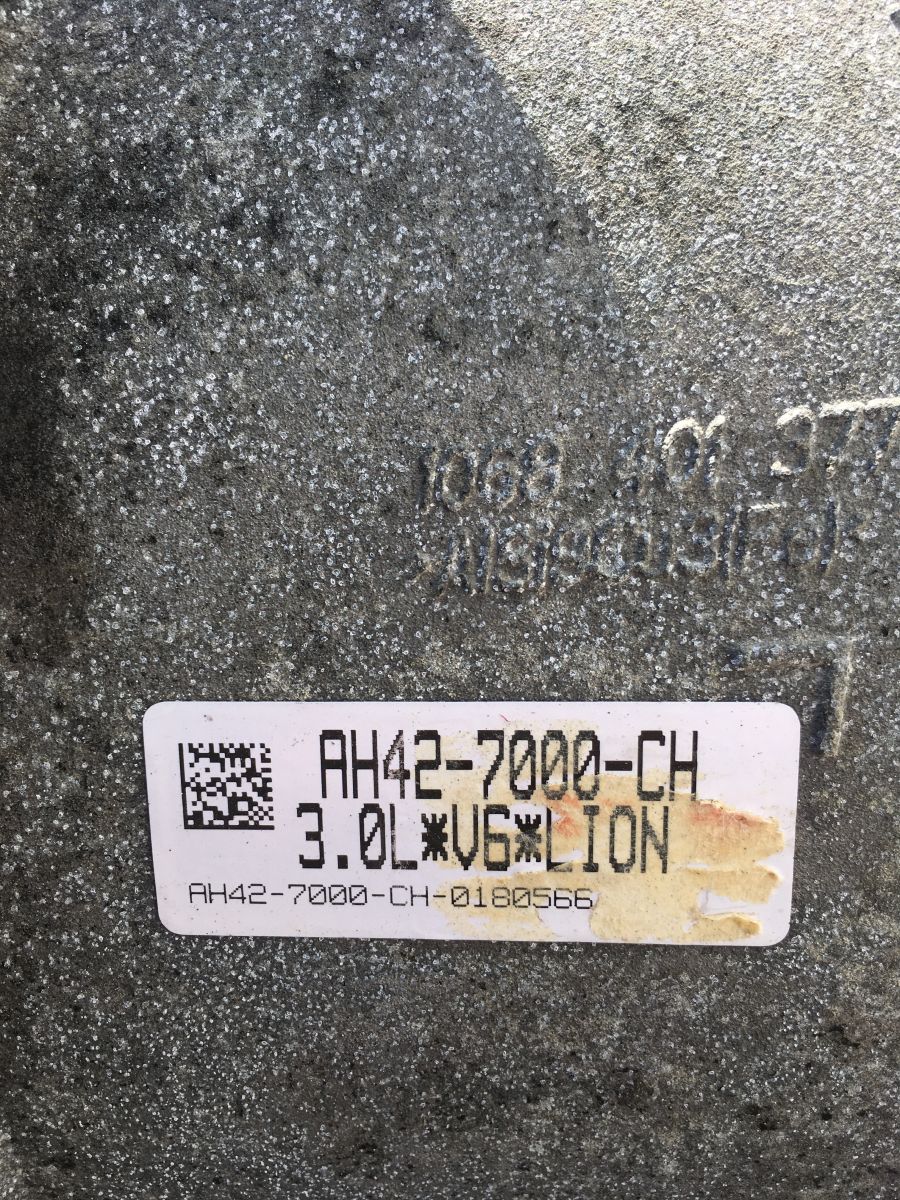 1068 401 377
AH42-7000-CH
3.0L*V6*LION
AH42-7000-CH-0180566